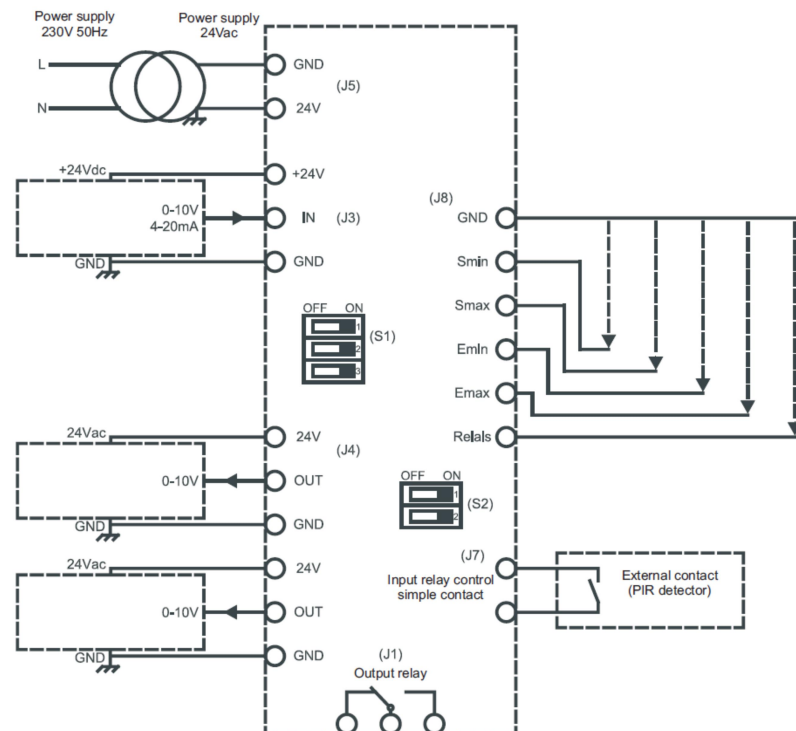 Power supply
230V 50Hz
Power supply
24Vac
L
N
GND
(J5)
24V
+24Vdc
+24V
0-10V
4-20mA
IN
(J3)
GND
GND
(J8)
GND
Smin
Smax
EmIn
Emax
Relals
OFF ON
1
2
3
(S1)
24Vac
24V
(J4)
0-10V
OUT
GND
GND
OFF ON
1
2
(S2)
24Vac
24V
0-10V
OUT
GND
GND
(J7)
Input relay control
simple contact
External contact
(PIR detector)
(J1)
Output relay